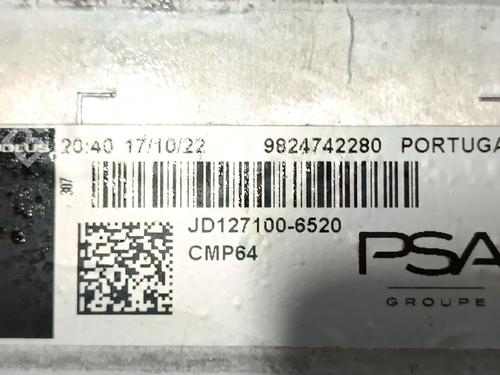 20:40 17/10/22 9824742280 PORTUGA
307
JD127100-6520
CMP64
PSA
GROUPE